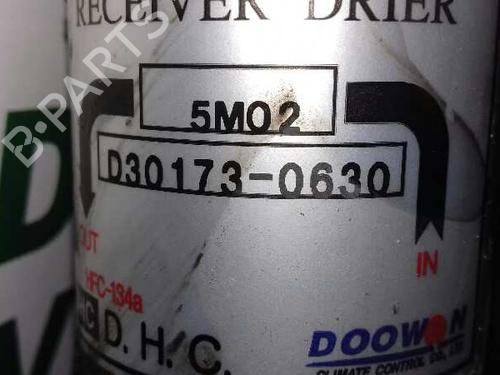 RECEIVER DRIER
5M02
D30173-0630
OUT
IN
HFC-134a
C D. H. C.
DOOWON
CLIMATE CONTROL CO., LTD
B-PARTS